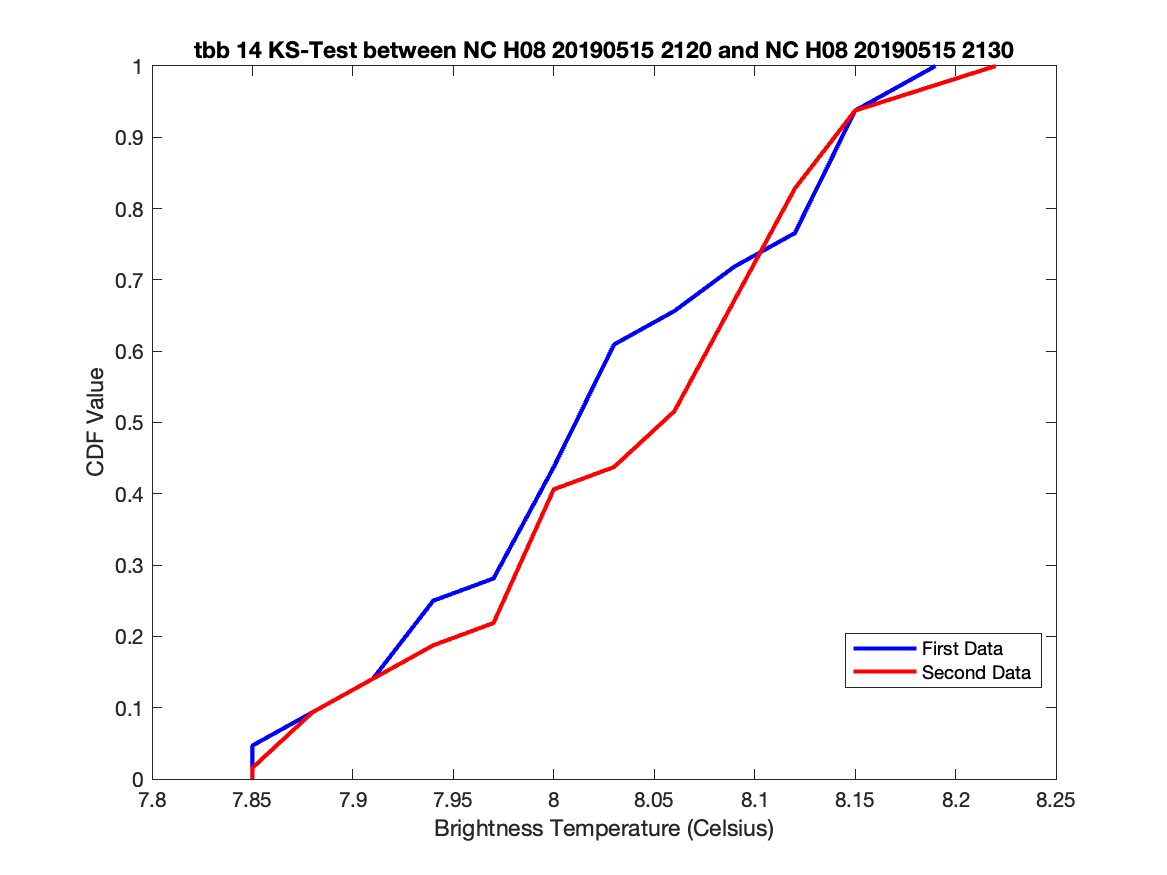 tbb 14 KS-Test between NC H08 20190515 2120 and NC H08 20190515 2130
1
0.9
0.8
0.7
0.6
0.5
0.4
0.3
0.2
0.1
0
CDF Value
First Data
Second Data
7.8 7.85 7.9 7.95 8 8.05 8.1 8.15 8.2 8.25
Brightness Temperature (Celsius)